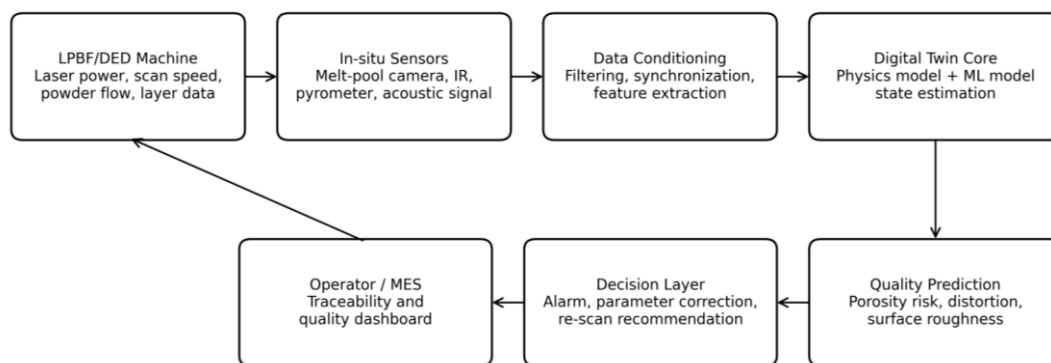 LPBF/DED Machine
Laser power, scan speed,
powder flow, layer data
In-situ Sensors
Melt-pool camera, IR,
pyrometer, acoustic signal
Data Conditioning
Filtering, synchronization,
feature extraction
Digital Twin Core
Physics model + ML model
state estimation
Operator / MES
Traceability and
quality dashboard
Decision Layer
Alarm, parameter correction,
re-scan recommendation
Quality Prediction
Porosity risk, distortion,
surface roughness